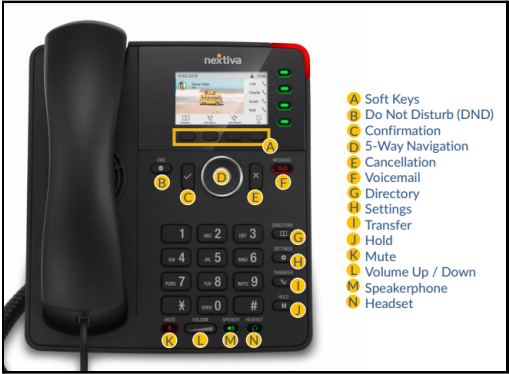 nextiva
A
DND
MESSAGE
B
C
D
E
F
1
ABC 2
DEF 3
DIRECTORY
G
GHI 4
JKL 5
MNO 6
SETTINGS
H
PQRS 7
TUV 8
WXYZ 9
TRANSFER
I
OPER 0
#
HOLD
J
MUTE
VOLUME
SPEAKER
HEADSET
K
L
M
N
A Soft Keys
B Do Not Disturb (DND)
C Confirmation
D 5-Way Navigation
E Cancellation
F Voicemail
G Directory
H Settings
I Transfer
J Hold
K Mute
L Volume Up / Down
M Speakerphone
N Headset